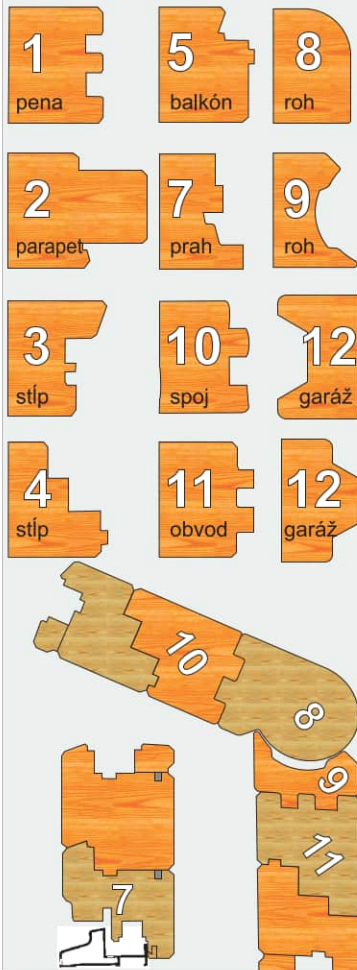 1
pena
5
balkón
8
roh
2
parapet
7
prah
9
roh
3
stĺp
10
spoj
12
garáž
4
stĺp
11
obvod
12
garáž
10
8
9
11
7